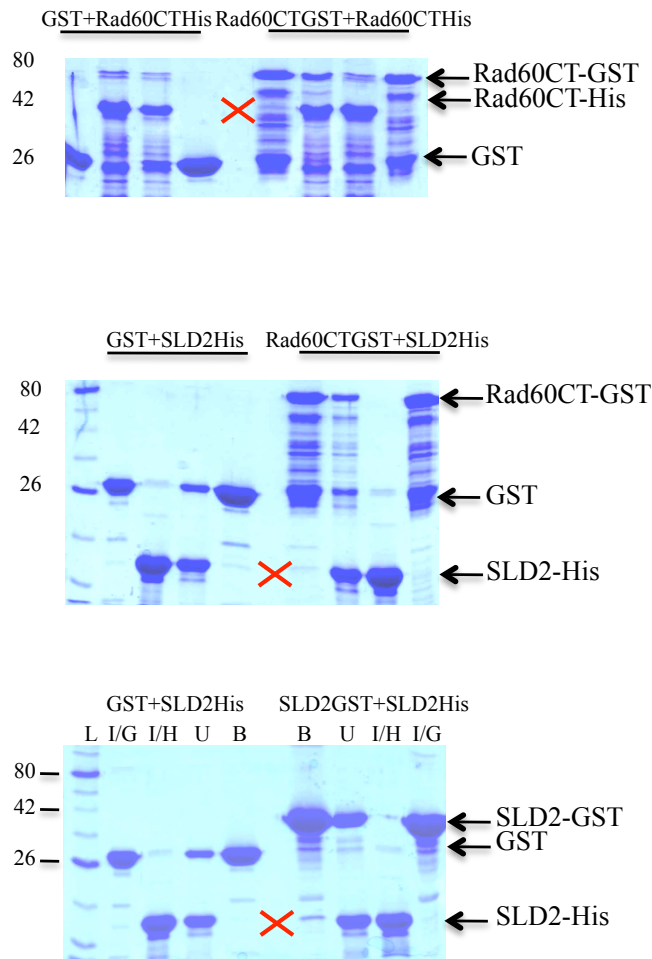 GST+Rad60CTHis Rad60CTGST+Rad60CTHis
80
Rad60CT-GST
42
Rad60CT-His
26
GST
GST+SLD2His Rad60CTGST+SLD2His
80
Rad60CT-GST
42
26
GST
SLD2-His
GST+SLD2His SLD2GST+SLD2His
L I/G I/H U B B U I/H I/G
80
42
SLD2-GST
GST
26
SLD2-His